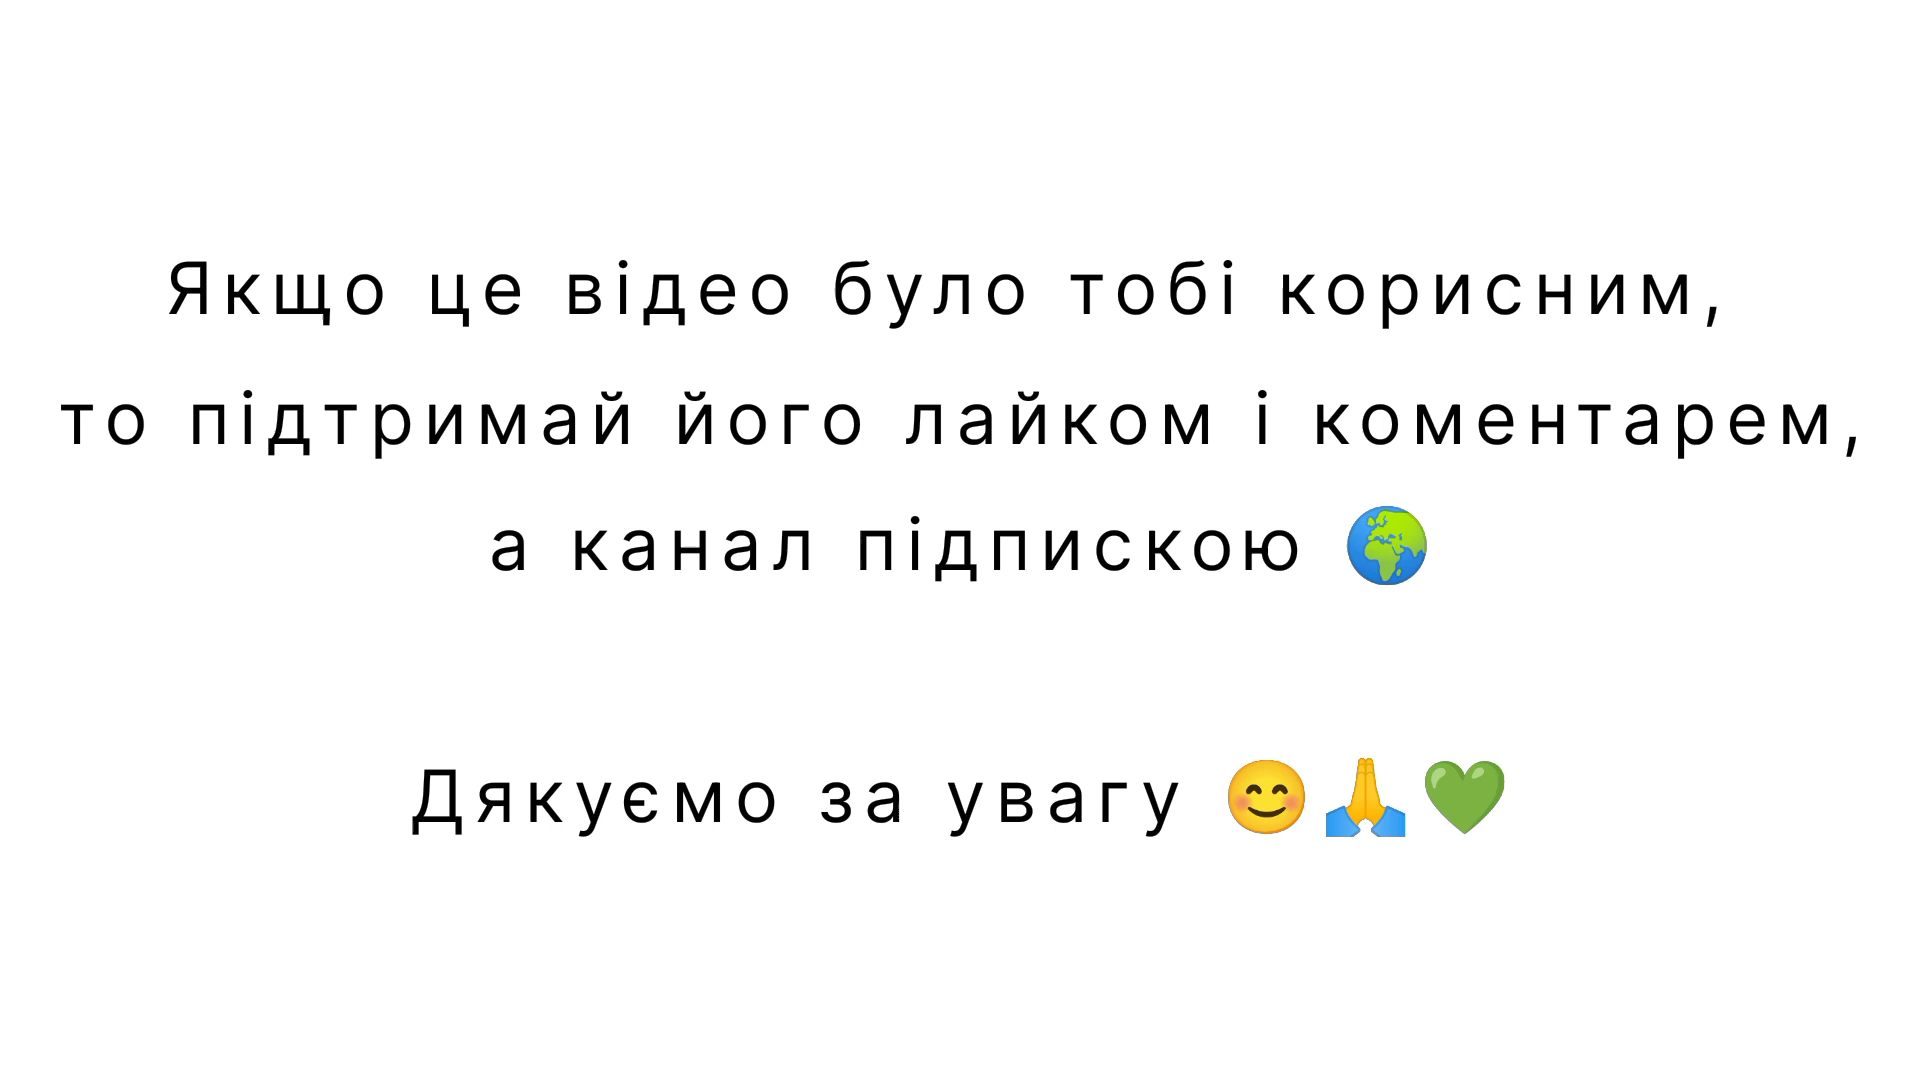 Якщо це відео було тобі корисним,
то підтримай його лайком і коментарем,
а канал підпискою 🌍
Дякуємо за увагу 😊🙏💚